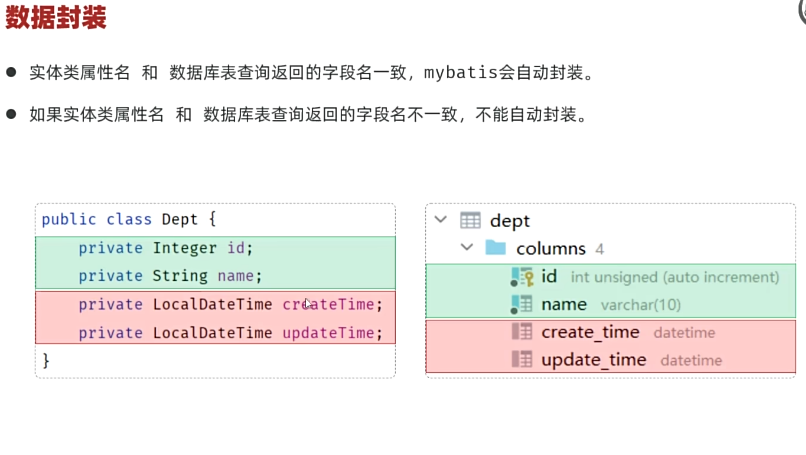 数据封装
● 实体类属性名 和 数据库表查询返回的字段名一致，mybatis会自动封装。
● 如果实体类属性名 和 数据库表查询返回的字段名不一致，不能自动封装。
public class Dept {
private Integer id;
private String name;
private LocalDateTime createTime;
private LocalDateTime updateTime;
}
dept
columns 4
id int unsigned (auto increment)
name varchar(10)
create_time datetime
update_time datetime